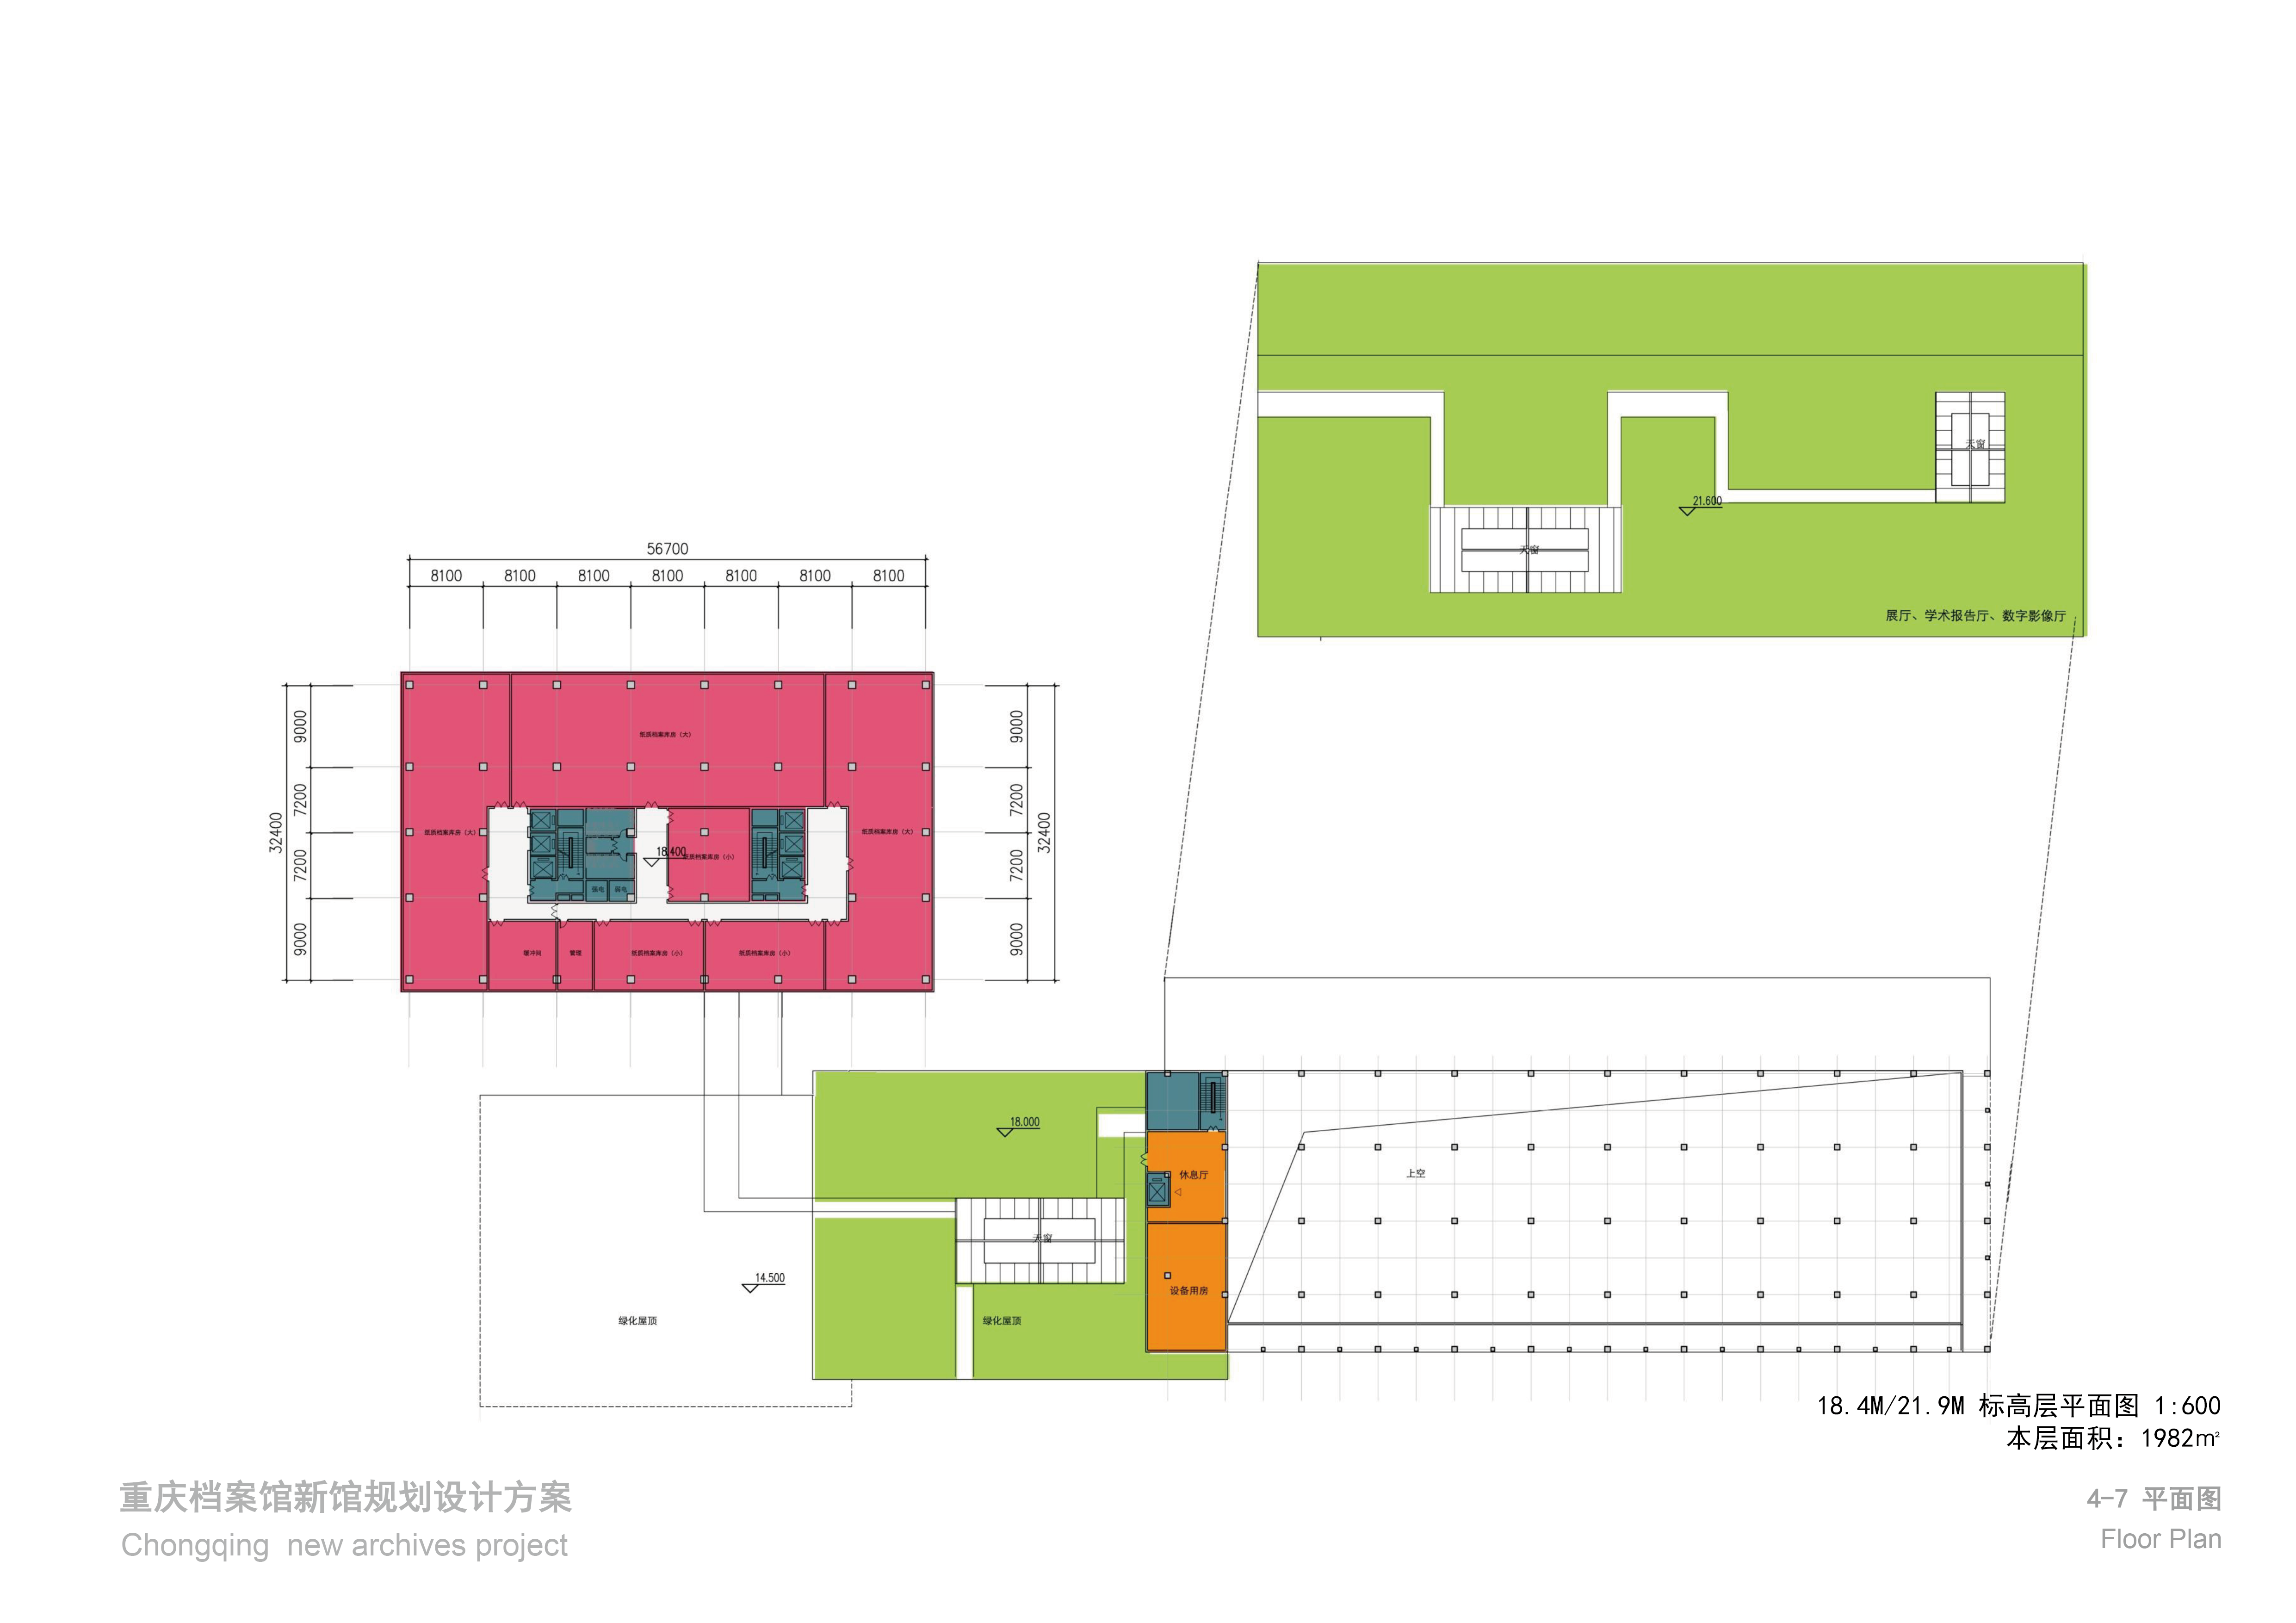 56700
8100 8100 8100 8100 8100 8100 8100
32400
9000
7200
7200
9000
9000
7200
7200
9000
32400
纸质档案库房（大）
纸质档案库房（大）
纸质档案库房（大）
18.400
纸质档案库房（小）
强电 弱电
缓冲间
管理
纸质档案库房（小）
纸质档案库房（小）
天窗
21.600
天窗
展厅、学术报告厅、数字影像厅
18.000
休息厅
上空
天窗
14.500
设备用房
绿化屋顶
绿化屋顶
18.4M/21.9M 标高层平面图 1:600
本层面积：1982㎡
重庆档案馆新馆规划设计方案
Chongqing new archives project
4-7 平面图
Floor Plan